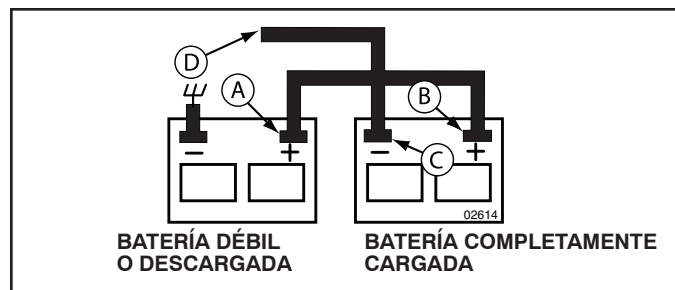 D
A
B
C
– +
– +
02614
BATERÍA DÉBIL
O DESCARGADA
BATERÍA COMPLETAMENTE
CARGADA